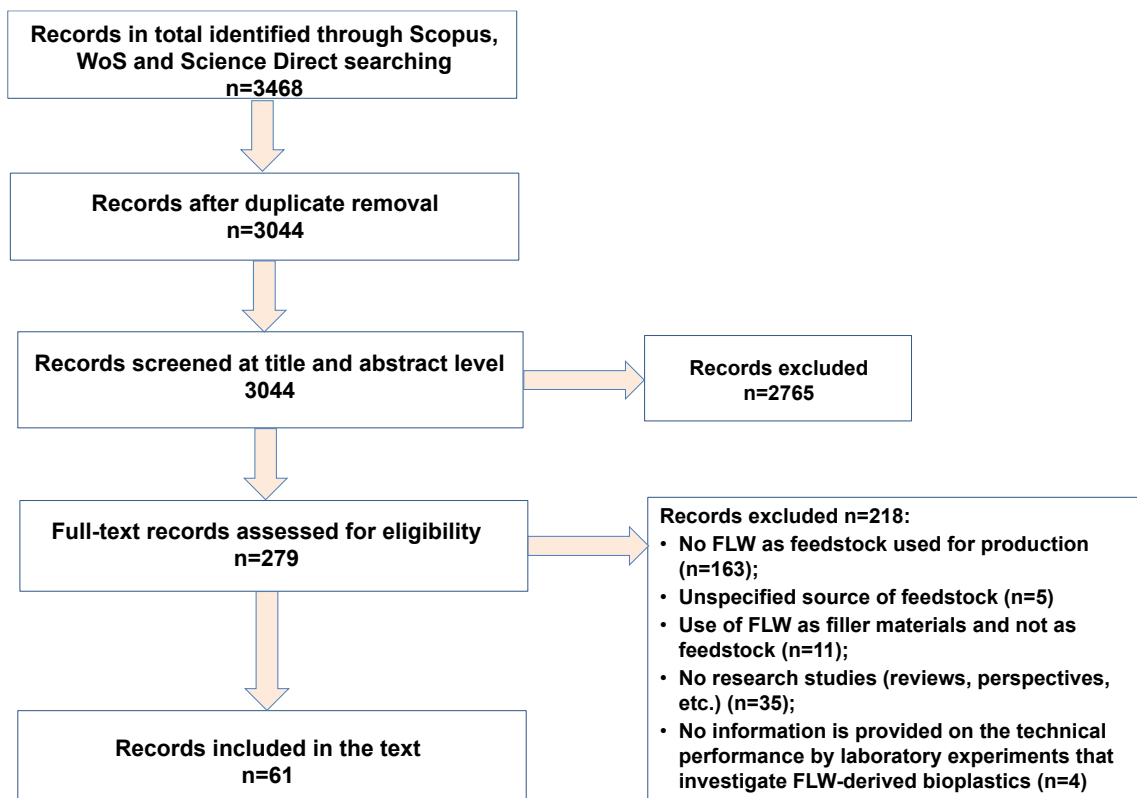 Records in total identified through Scopus,
WoS and Science Direct searching
n=3468
Records after duplicate removal
n=3044
Records screened at title and abstract level
3044
Records excluded
n=2765
Full-text records assessed for eligibility
n=279
Records excluded n=218:
• No FLW as feedstock used for production
(n=163);
• Unspecified source of feedstock (n=5)
• Use of FLW as filler materials and not as
feedstock (n=11);
• No research studies (reviews, perspectives,
etc.) (n=35);
• No information is provided on the technical
performance by laboratory experiments that
investigate FLW-derived bioplastics (n=4)
Records included in the text
n=61